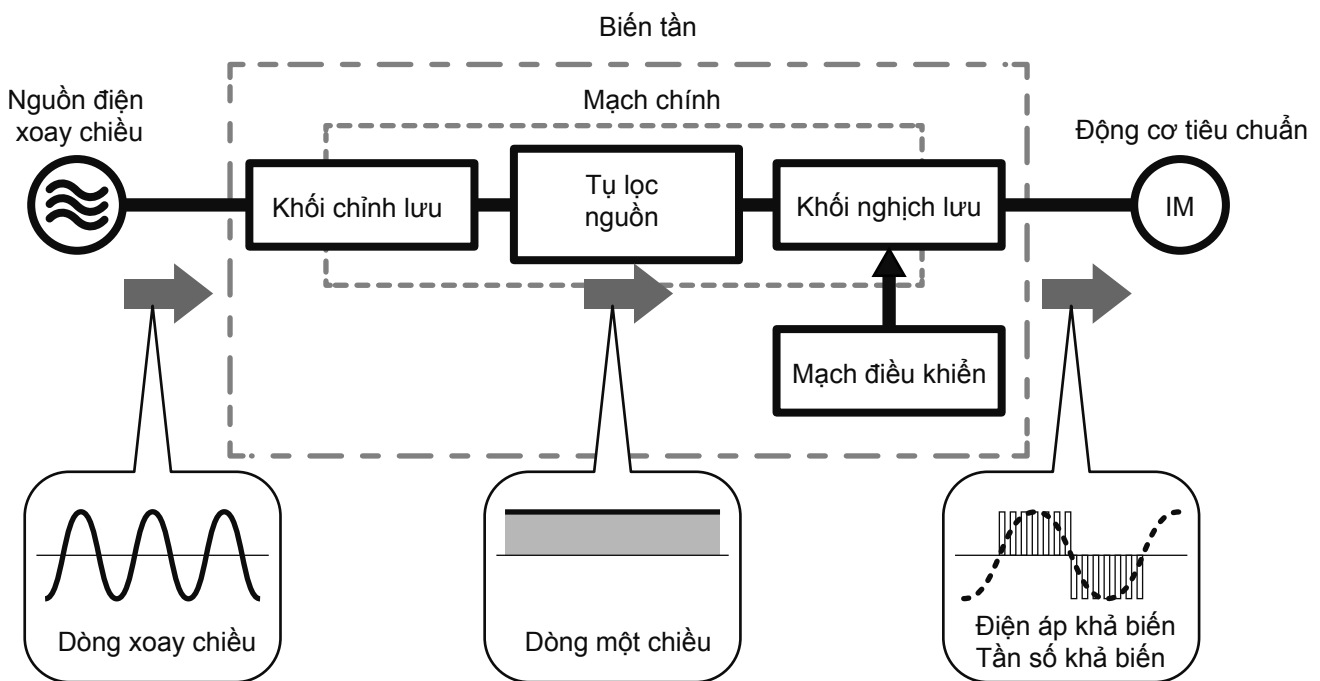 Biến tần
Nguồn điện
xoay chiều
Mạch chính
Động cơ tiêu chuẩn
Khối chỉnh lưu
Tụ lọc
nguồn
Khối nghịch lưu
IM
Mạch điều khiển
Dòng xoay chiều
Dòng một chiều
Điện áp khả biến
Tần số khả biến